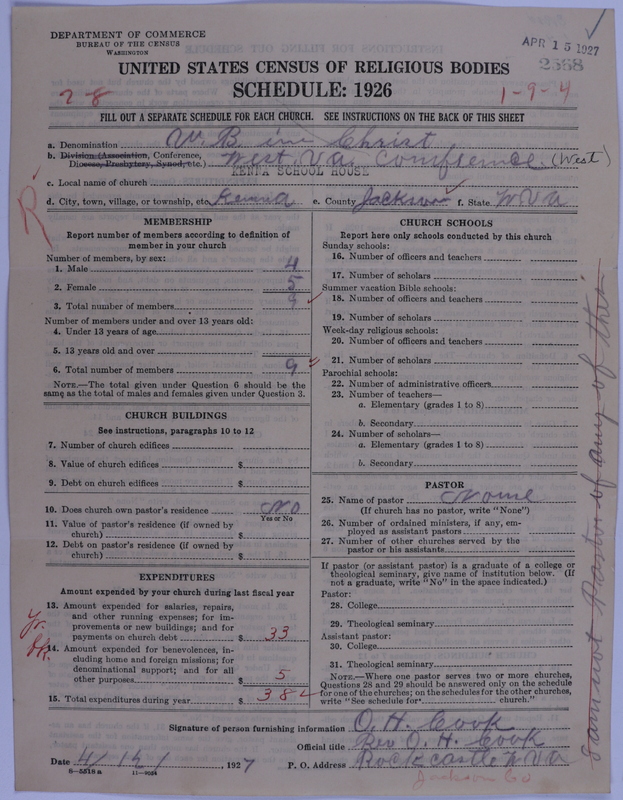 DEPARTMENT OF COMMERCE
BUREAU OF THE CENSUS
WASHINGTON
APR 15 1927
2558
UNITED STATES CENSUS OF RELIGIOUS BODIES
SCHEDULE: 1926
2-8
1-9-4
FILL OUT A SEPARATE SCHEDULE FOR EACH CHURCH. SEE INSTRUCTIONS ON THE BACK OF THIS SHEET
a. Denomination U. B. in Christ
b. Division (Association, Conference, Diocese, Presbytery, Synod, etc.) West Va. Conference. (West)
KENNA SCHOOL HOUSE
c. Local name of church
d. City, town, village, or township, etc. Kenna e. County Jackson f. State W VA
R
MEMBERSHIP
Report number of members according to definition of
member in your church
Number of members, by sex:
1. Male 4
2. Female 5
3. Total number of members 9
Number of members under and over 13 years old:
4. Under 13 years of age
5. 13 years old and over
6. Total number of members 9
NOTE.—The total given under Question 6 should be the
same as the total of males and females given under Question 3.
CHURCH BUILDINGS
See instructions, paragraphs 10 to 12
7. Number of church edifices
8. Value of church edifices $
9. Debt on church edifices $
10. Does church own pastor's residence No
Yes or No
11. Value of pastor's residence (if owned by
church) $
12. Debt on pastor's residence (if owned by
church) $
EXPENDITURES
Amount expended by your church during last fiscal year
13. Amount expended for salaries, repairs,
and other running expenses; for im-
provements or new buildings; and for
payments on church debt $ 33
Yr. bk.
14. Amount expended for benevolences, in-
cluding home and foreign missions; for
denominational support; and for all
other purposes $ 5
15. Total expenditures during year $ 38
CHURCH SCHOOLS
Report here only schools conducted by this church
Sunday schools:
16. Number of officers and teachers
17. Number of scholars
Summer vacation Bible schools:
18. Number of officers and teachers
19. Number of scholars
Week-day religious schools:
20. Number of officers and teachers
21. Number of scholars
Parochial schools:
22. Number of administrative officers
23. Number of teachers—
a. Elementary (grades 1 to 8)
b. Secondary
24. Number of scholars—
a. Elementary (grades 1 to 8)
b. Secondary
PASTOR
25. Name of pastor None
(If church has no pastor, write "None")
26. Number of ordained ministers, if any, em-
ployed as assistant pastors
27. Number of other churches served by the
pastor or his assistants
If pastor (or assistant pastor) is a graduate of a college or
theological seminary, give name of institution below. (If
not a graduate, write "No" in the space indicated.)
Pastor:
28. College
29. Theological seminary
Assistant pastor:
30. College
31. Theological seminary
NOTE.—Where one pastor serves two or more churches,
Questions 28 and 29 should be answered only on the schedule
for one of the churches; on the schedules for the other churches,
write "See schedule for church."
I am not Pastor of any of this
Signature of person furnishing information O. H. Cook
Official title Rev O. H. Cook
Date 4/12/ 1927 P. O. Address Rock castle W VA
Jackson Co
6-5518 a 11-9024